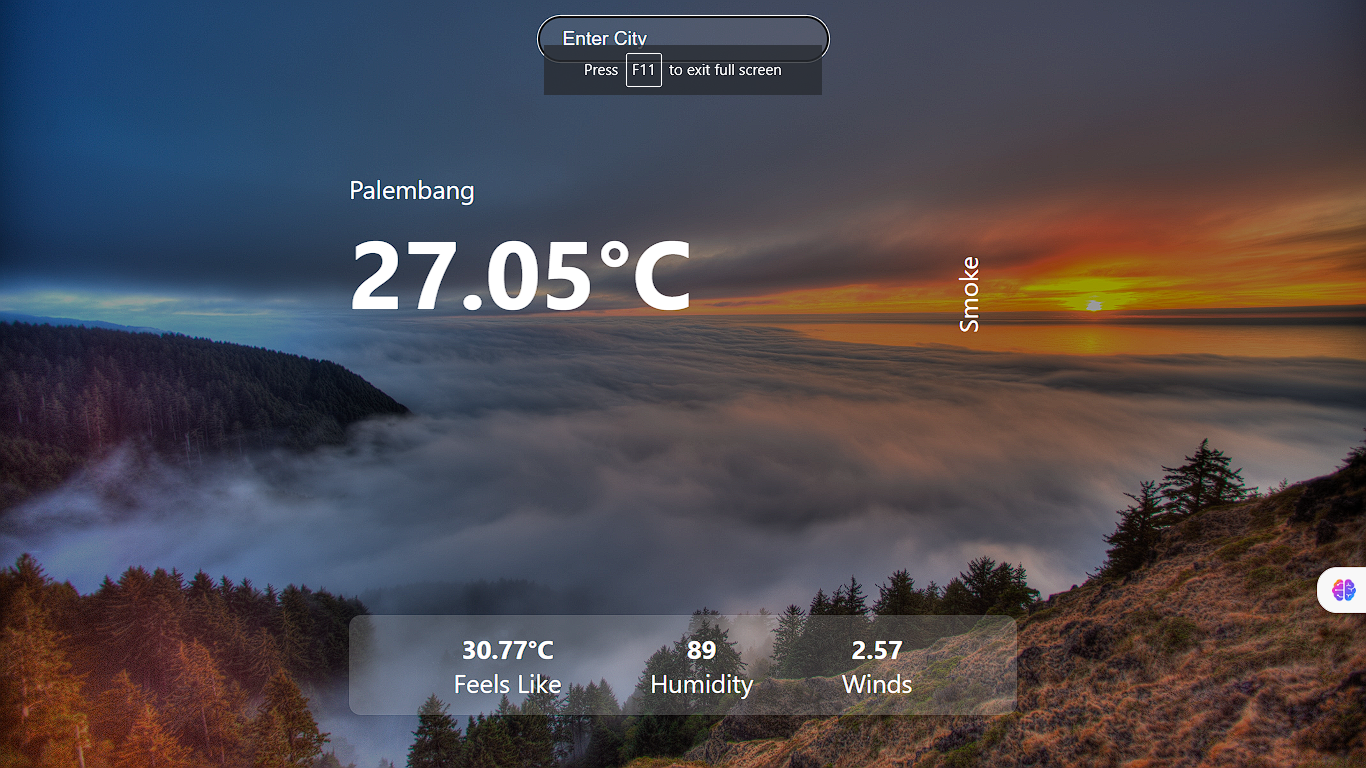 Enter City
Press F11 to exit full screen
Palembang
27.05°C
Smoke
30.77°C
Feels Like
89
Humidity
2.57
Winds